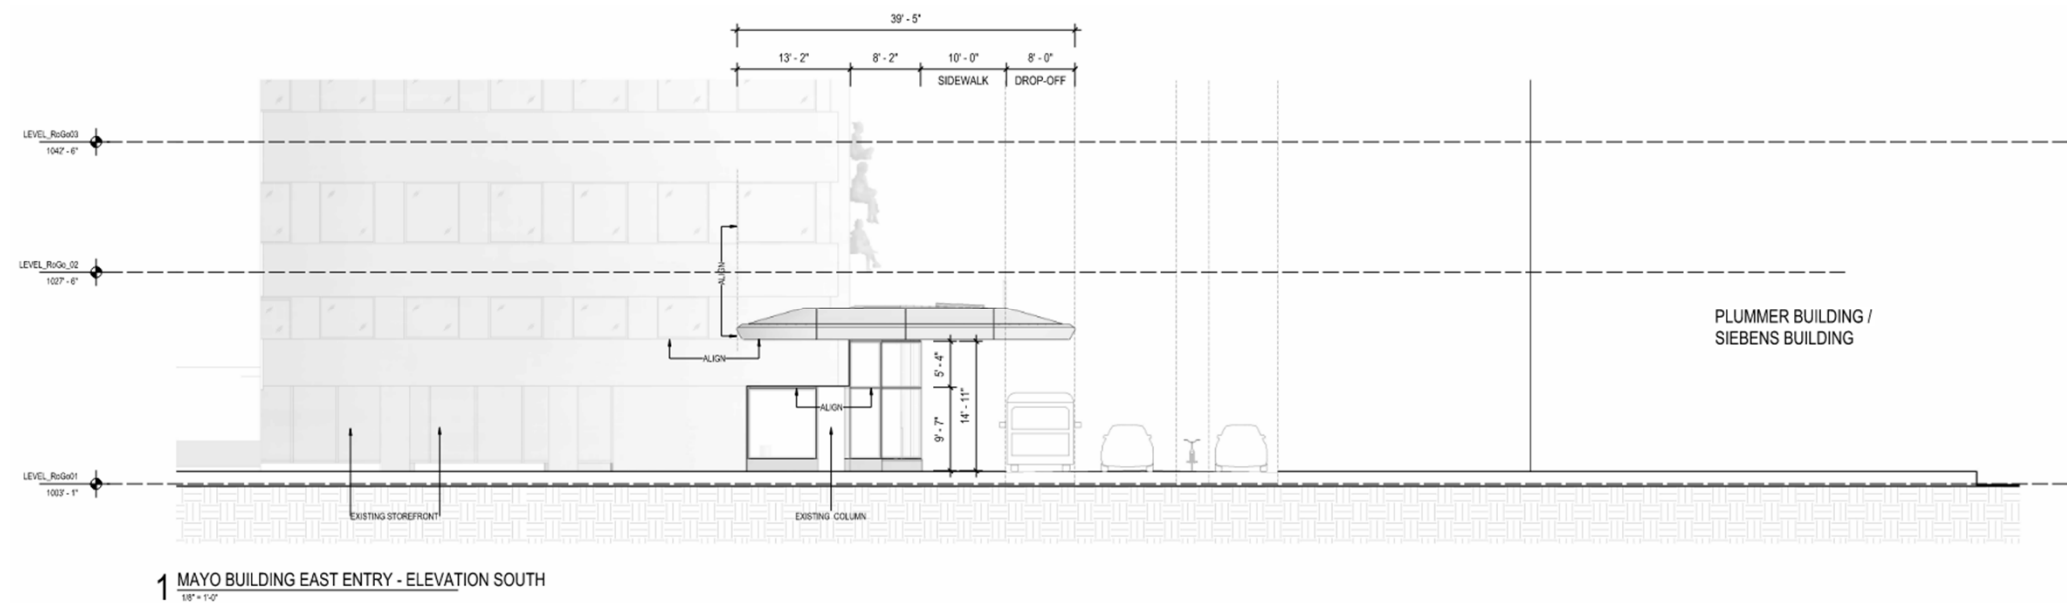 39' - 5"
13' - 2"
8' - 2"
10' - 0"
8' - 0"
SIDEWALK
DROP-OFF
LEVEL_RoGo03
1042' - 6"
LEVEL_RoGo_02
1027' - 6"
ALIGN
PLUMMER BUILDING /
SIEBENS BUILDING
ALIGN
5' - 4"
ALIGN
14' - 11"
9' - 7"
LEVEL_RoGo01
1003' - 1"
EXISTING STOREFRONT
EXISTING COLUMN
1 MAYO BUILDING EAST ENTRY - ELEVATION SOUTH
1/8" = 1'-0"